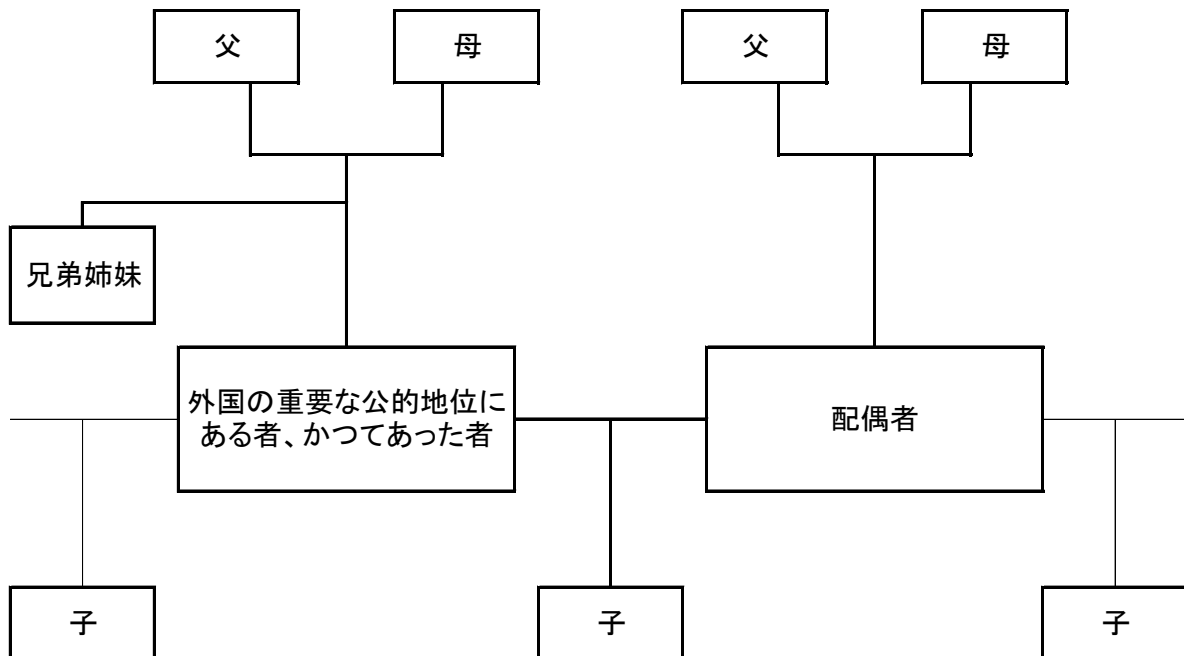 父
母
父
母
兄弟姉妹
外国の重要な公的地位に
ある者、かつてあった者
配偶者
子
子
子